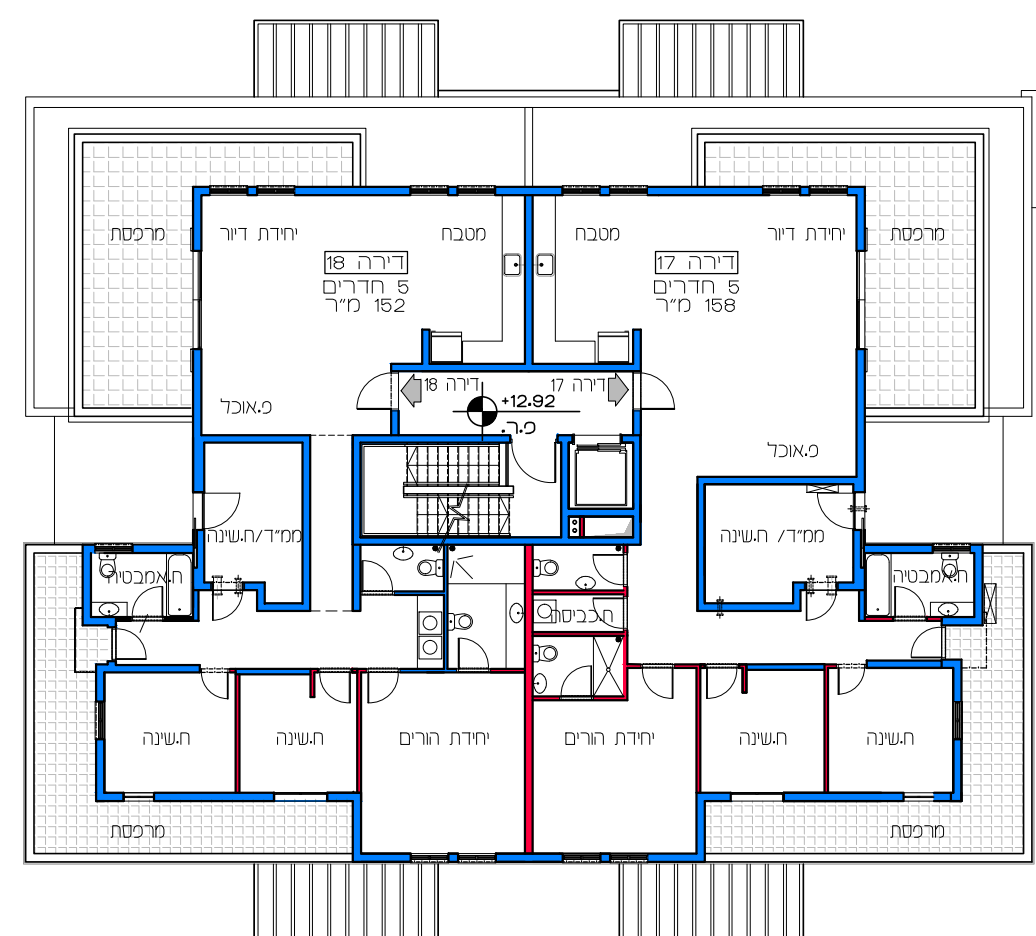 מרפסת
יחידת דיור
מטבח
מטבח
יחידת דיור
מרפסת
דירה 18
5 חדרים
152 מ"ר
דירה 17
5 חדרים
158 מ"ר
דירה 18
דירה 17
+12.92
פ.אוכל
פ.אוכל
ממ"ד/ח.שינה
ממ"ד/ ח.שינה
ח.אמבטיה
ח.אמבטיה
ח.כביסה
ח.שינה
ח.שינה
יחידת הורים
יחידת הורים
ח.שינה
ח.שינה
מרפסת
מרפסת